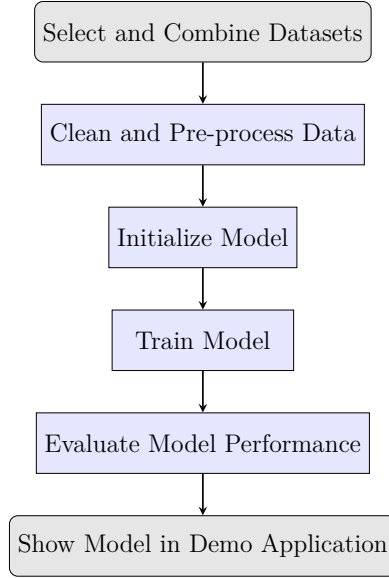 Select and Combine Datasets
Clean and Pre-process Data
Initialize Model
Train Model
Evaluate Model Performance
Show Model in Demo Application